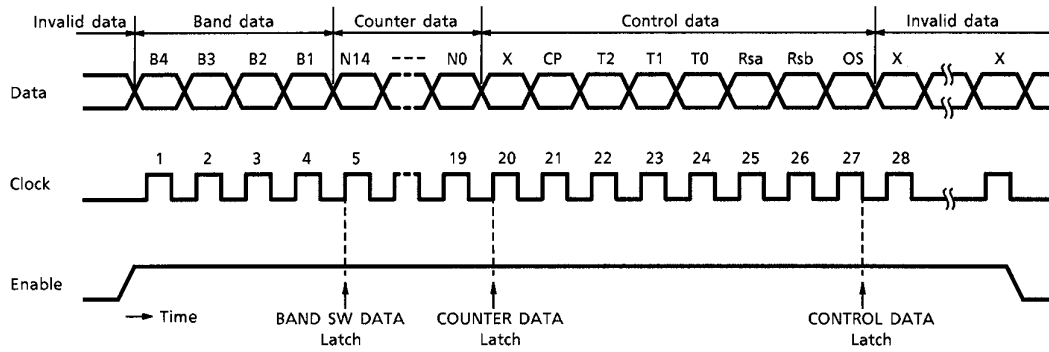 Invalid data Band data Counter data Control data Invalid data
B4 B3 B2 B1 N14 N0 X CP T2 T1 T0 Rsa Rsb OS X X
Data
1 2 3 4 5 19 20 21 22 23 24 25 26 27 28
Clock
Enable
Time
BAND SW DATA COUNTER DATA CONTROL DATA
Latch Latch Latch